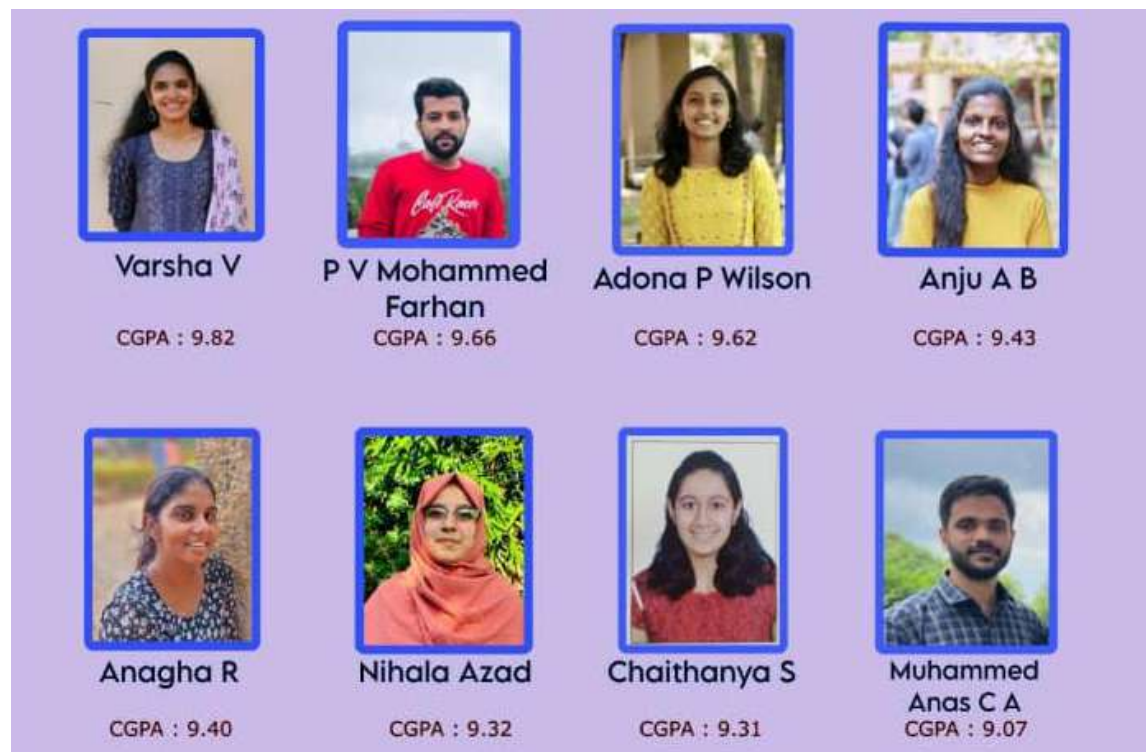 Varsha V
CGPA : 9.82
P V Mohammed
Farhan
CGPA : 9.66
Adona P Wilson
CGPA : 9.62
Anju A B
CGPA : 9.43
Anagha R
CGPA : 9.40
Nihala Azad
CGPA : 9.32
Chaithanya S
CGPA : 9.31
Muhammed
Anas C A
CGPA : 9.07